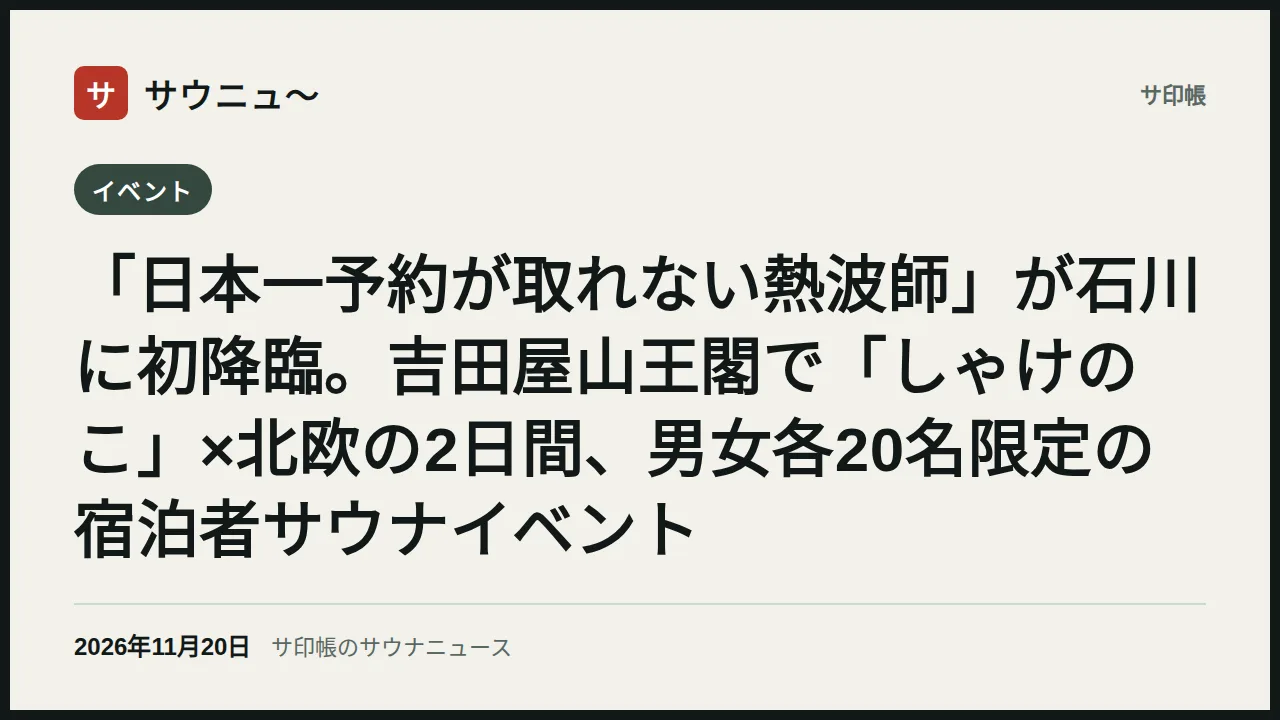 サ サウニュ〜
サ印帳
イベント
「日本一予約が取れない熱波師」が石川
に初降臨。吉田屋山王閣で「しゃけの
こ」×北欧の2日間、男女各20名限定の
宿泊者サウナイベント
2026年11月20日 サ印帳のサウナニュース